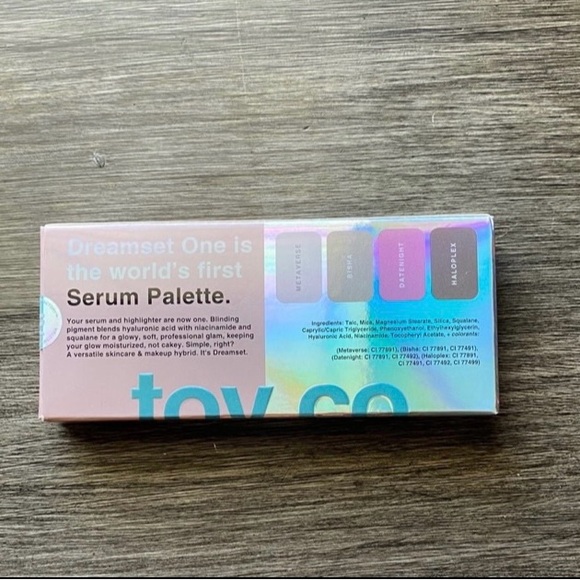 Dreamset One is
the world's first
Serum Palette.
Your serum and highlighter are now one. Blinding
pigment blends hyaluronic acid with niacinamide and
squalane for a glowy, soft, professional glam, keeping
your glow moisturized, not cakey. Simple, right?
A versatile skincare & makeup hybrid. It's Dreamset.
METAVERSE
BISHA
DATENIGHT
HALOPLEX
Ingredients: Talc, Mica, Magnesium Stearate, Silica, Squalane,
Caprylic/Capric Triglyceride, Phenoxyethanol, Ethylhexylglycerin,
Hyaluronic Acid, Niacinamide, Tocopheryl Acetate, + colorants:
(Metaverse: CI 77891), (Bisha: CI 77891, CI 77491),
(Datenight: CI 77891, CI 77492), (Haloplex: CI 77891,
CI 77491, CI 77492, CI 77499)
toy co